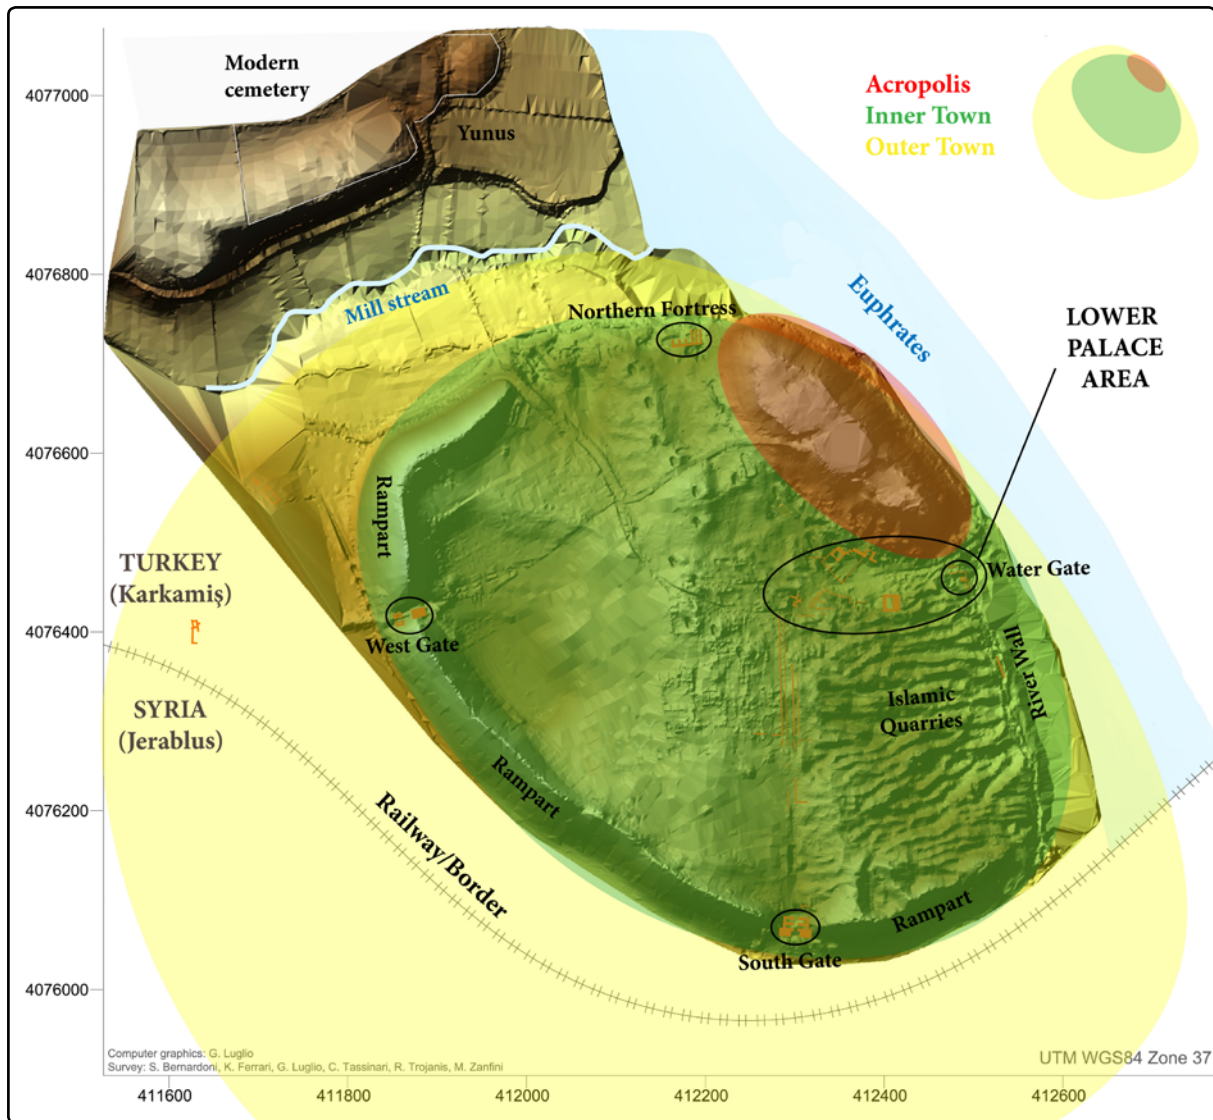 Modern
cemetery
Yunus
Acropolis
Inner Town
Outer Town
4077000
4076800
4076600
4076400
4076200
4076000
Mill stream
Northern Fortress
Euphrates
LOWER
PALACE
AREA
Rampart
TURKEY
(Karkamiş)
West Gate
Water Gate
SYRIA
(Jerablus)
Islamic
Quarries
River Wall
Rampart
Railway/Border
Rampart
South Gate
Computer graphics: G. Luglio
Survey: S. Bernardoni, K. Ferrari, G. Luglio, C. Tassinari, R. Trojanis, M. Zanfini
UTM WGS84 Zone 37
411600
411800
412000
412200
412400
412600